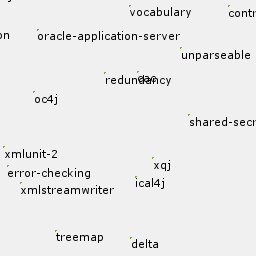 vocabulary
contr
on
oracle-application-server
unparseable
redundancy
oc4j
shared-secr
xmlunit-2
xqj
error-checking
ical4j
xmlstreamwriter
treemap
delta